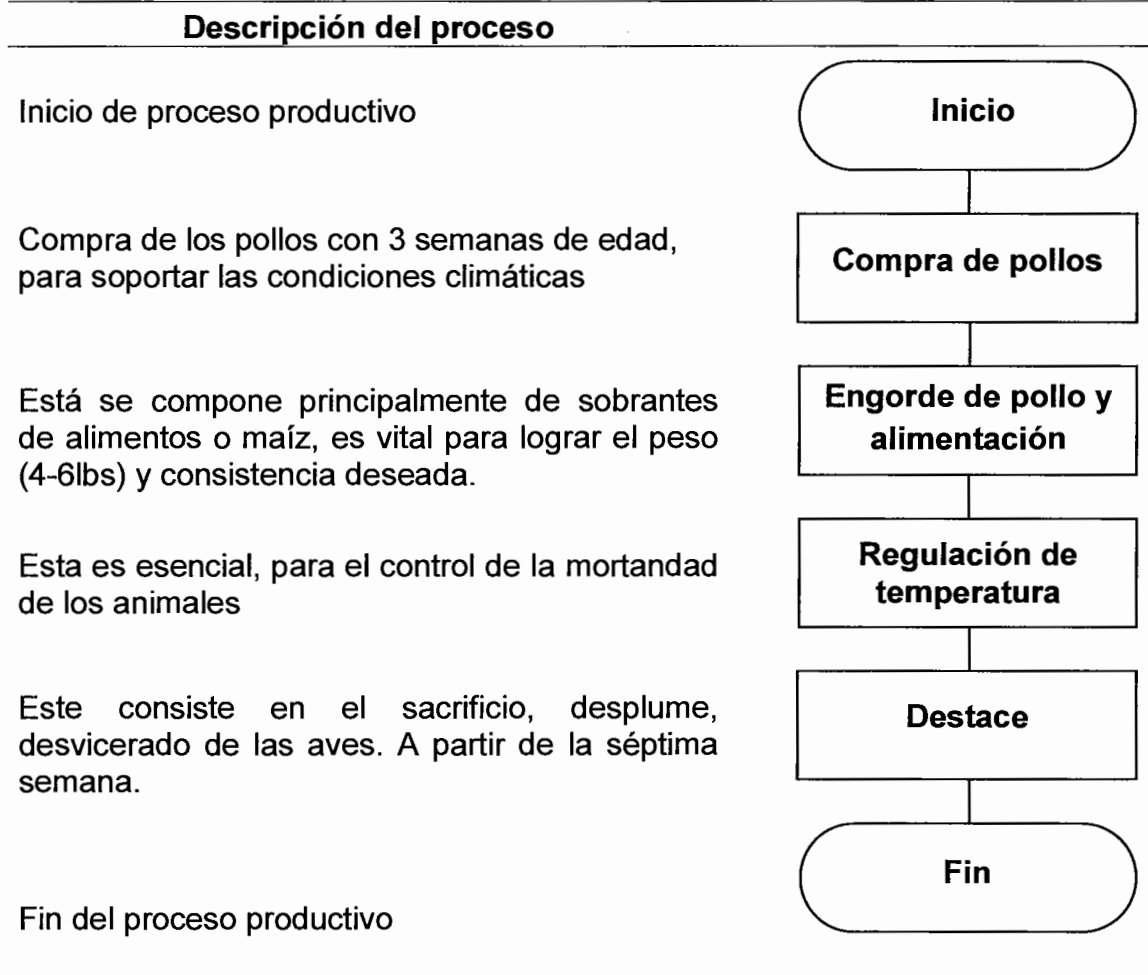 Descripción del proceso
Inicio de proceso productivo
Inicio
Compra de los pollos con 3 semanas de edad,
para soportar las condiciones climáticas
Compra de pollos
Está se compone principalmente de sobrantes
de alimentos o maíz, es vital para lograr el peso
(4-6lbs) y consistencia deseada.
Engorde de pollo y
alimentación
Esta es esencial, para el control de la mortandad
de los animales
Regulación de
temperatura
Este consiste en el sacrificio, desplume,
desvicerado de las aves. A partir de la séptima
semana.
Destace
Fin del proceso productivo
Fin